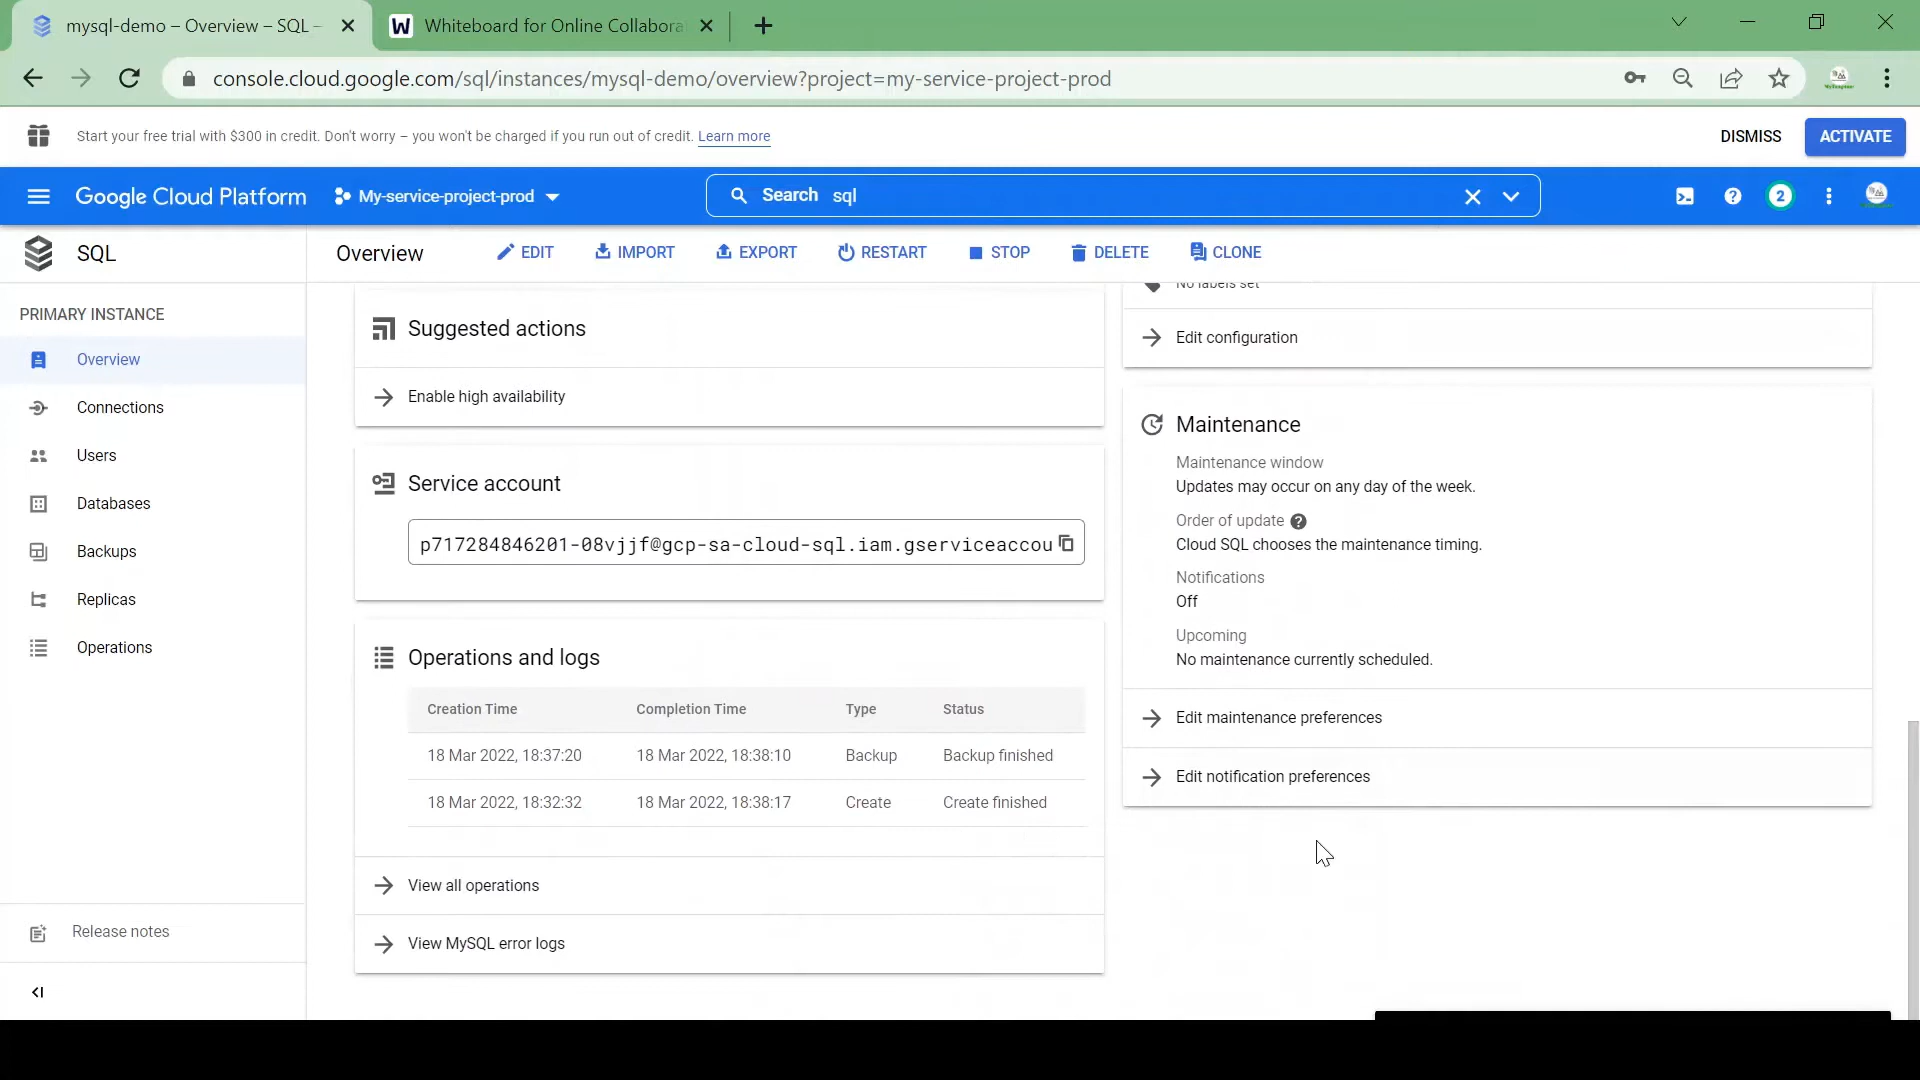 mysql-demo – Overview – SQL –
W Whiteboard for Online Collabora
console.cloud.google.com/sql/instances/mysql-demo/overview?project=my-service-project-prod
Start your free trial with $300 in credit. Don't worry – you won't be charged if you run out of credit. Learn more
DISMISS
ACTIVATE
Google Cloud Platform
My-service-project-prod
Search sql
2
SQL
Overview
EDIT
IMPORT
EXPORT
RESTART
STOP
DELETE
CLONE
PRIMARY INSTANCE
Overview
Connections
Users
Databases
Backups
Replicas
Operations
Release notes
Suggested actions
Enable high availability
Service account
p717284846201-08vjjf@gcp-sa-cloud-sql.iam.gserviceaccou
Operations and logs
Creation Time Completion Time Type Status
18 Mar 2022, 18:37:20 18 Mar 2022, 18:38:10 Backup Backup finished
18 Mar 2022, 18:32:32 18 Mar 2022, 18:38:17 Create Create finished
View all operations
View MySQL error logs
No labels set
Edit configuration
Maintenance
Maintenance window
Updates may occur on any day of the week.
Order of update
Cloud SQL chooses the maintenance timing.
Notifications
Off
Upcoming
No maintenance currently scheduled.
Edit maintenance preferences
Edit notification preferences